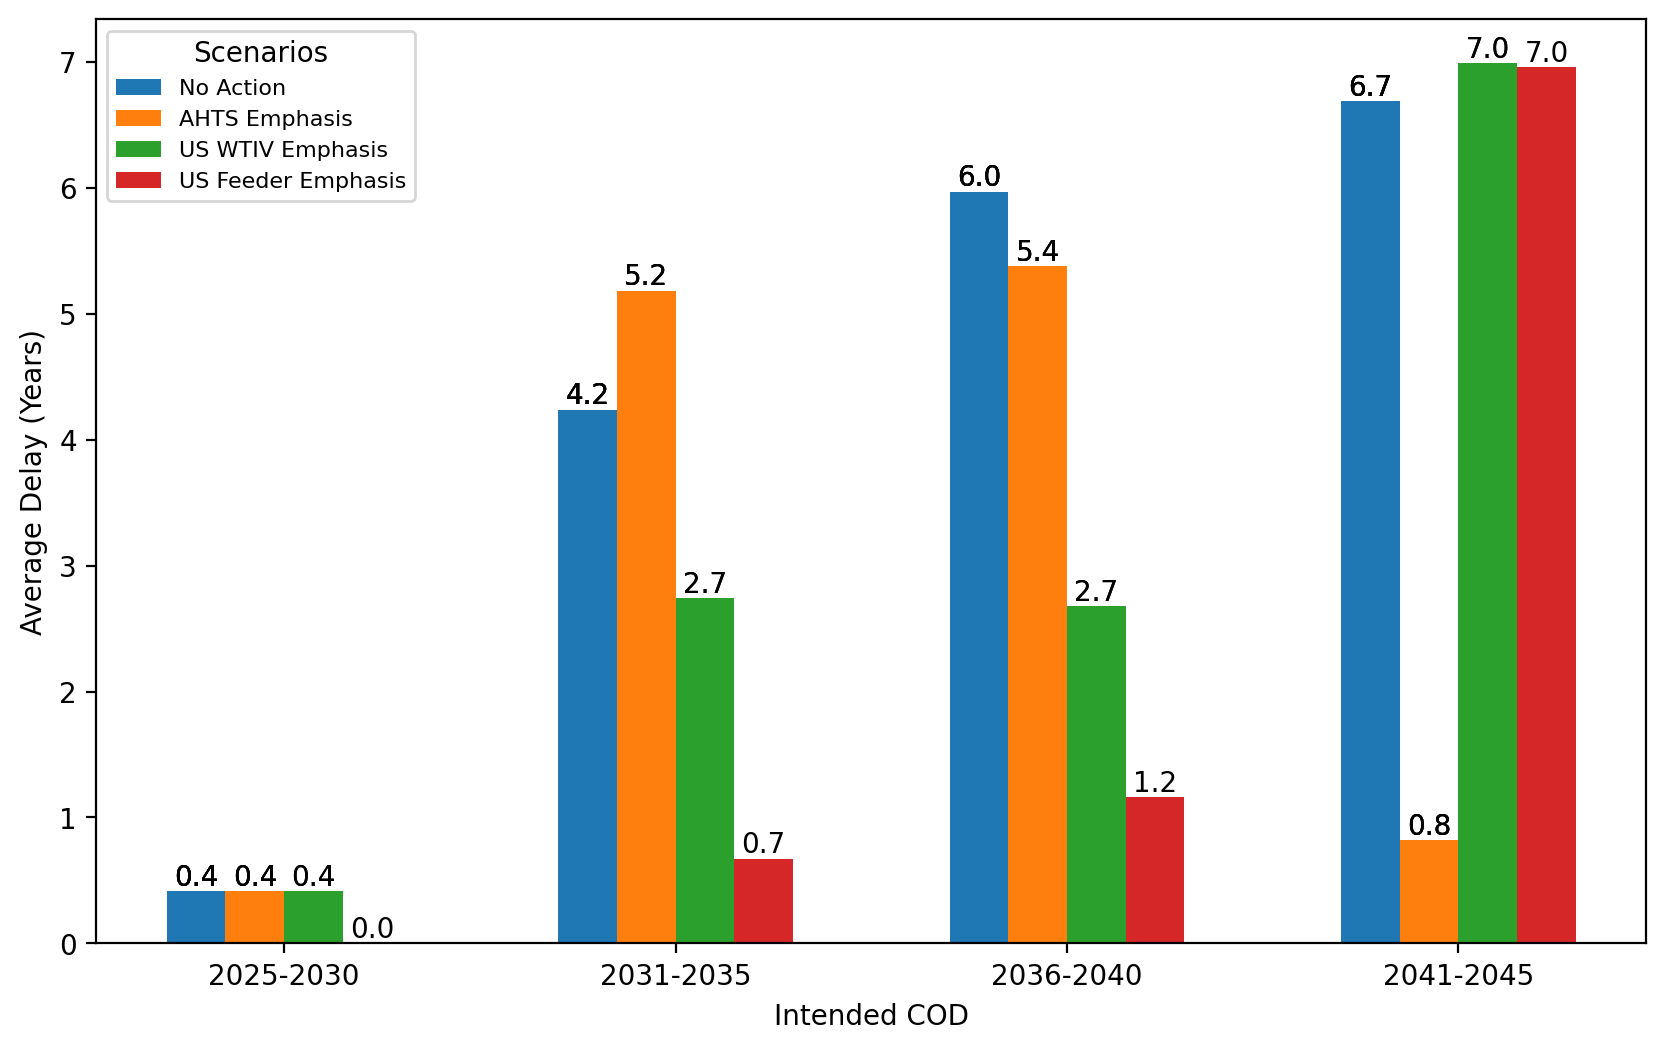 Scenarios
No Action
AHTS Emphasis
US WTIV Emphasis
US Feeder Emphasis
Average Delay (Years)
7
6
5
4
3
2
1
0
0.4 0.4 0.4 0.0
4.2 5.2 2.7 0.7
6.0 5.4 2.7 1.2
6.7 0.8 7.0 7.0
2025-2030 2031-2035 2036-2040 2041-2045
Intended COD